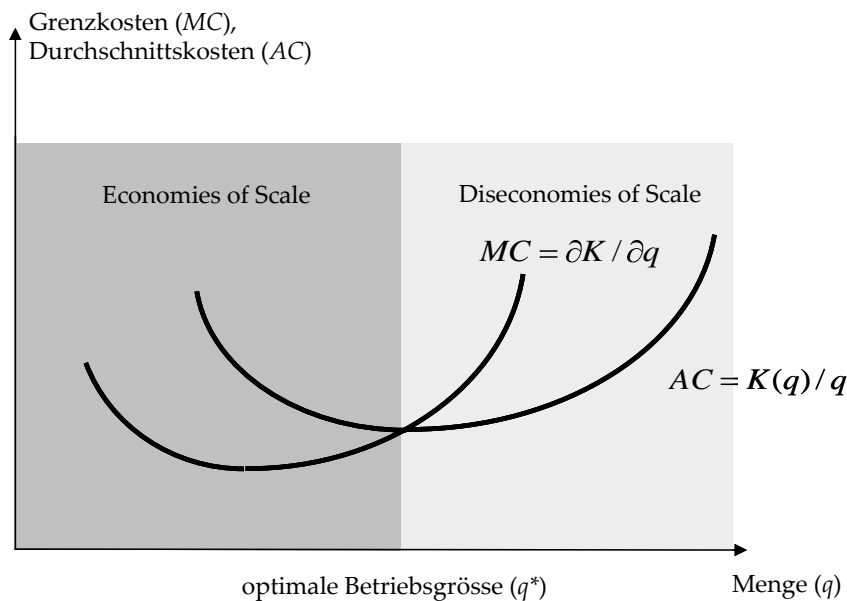 Grenzkosten (MC),
Durchschnittskosten (AC)
Economies of Scale
Diseconomies of Scale
MC = ∂K / ∂q
AC = K(q) / q
optimale Betriebsgrösse (q*)
Menge (q)